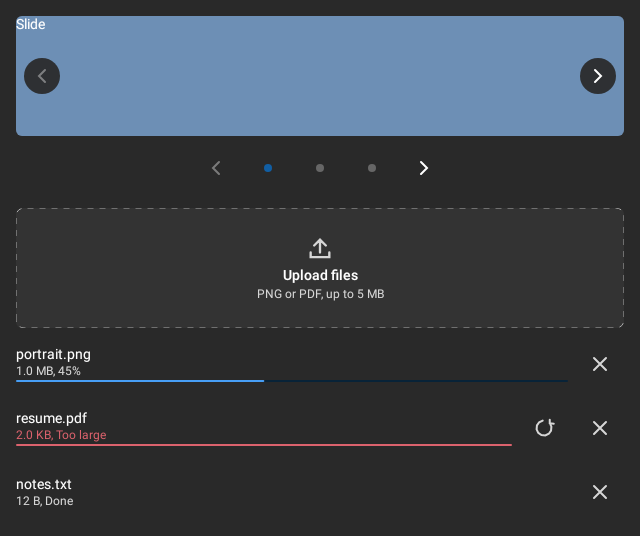 Slide
Upload files
PNG or PDF, up to 5 MB
portrait.png
1.0 MB, 45%
resume.pdf
2.0 KB, Too large
notes.txt
12 B, Done